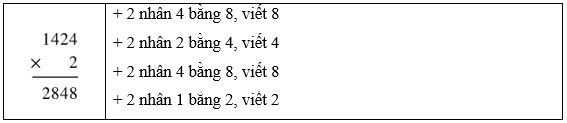 1424
× 2
2848
+ 2 nhân 4 bằng 8, viết 8
+ 2 nhân 2 bằng 4, viết 4
+ 2 nhân 4 bằng 8, viết 8
+ 2 nhân 1 bằng 2, viết 2